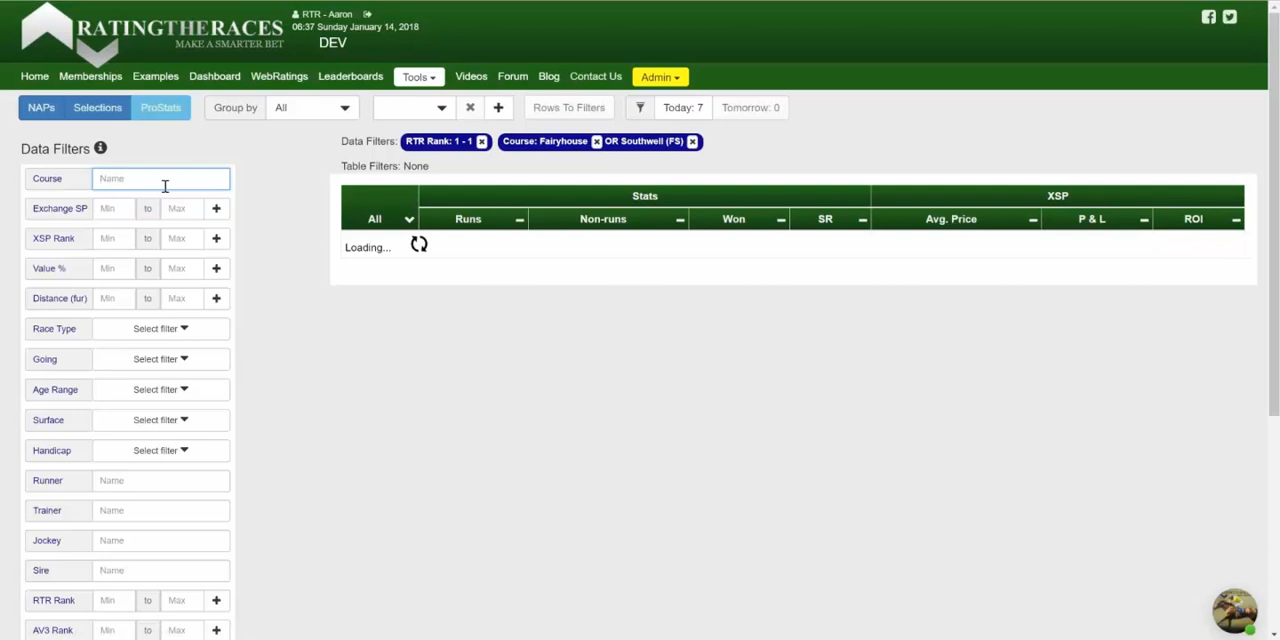 RTR - Aaron
06:37 Sunday January 14, 2018
RATINGTHERACES
MAKE A SMARTER BET
DEV
Home Memberships Examples Dashboard WebRatings Leaderboards Tools Videos Forum Blog Contact Us Admin
NAPs Selections ProStats Group by All Rows To Filters Today: 7 Tomorrow: 0
Data Filters
Data Filters: RTR Rank: 1 - 1 Course: Fairyhouse OR Southwell (FS)
Table Filters: None
Course Name
Exchange SP Min to Max
XSP Rank Min to Max
Value % Min to Max
Distance (fur) Min to Max
Race Type Select filter
Going Select filter
Age Range Select filter
Surface Select filter
Handicap Select filter
Runner Name
Trainer Name
Jockey Name
Sire Name
RTR Rank Min to Max
AV3 Rank Min to Max
Stats XSP
All Runs Non-runs Won SR Avg. Price P & L ROI
Loading...